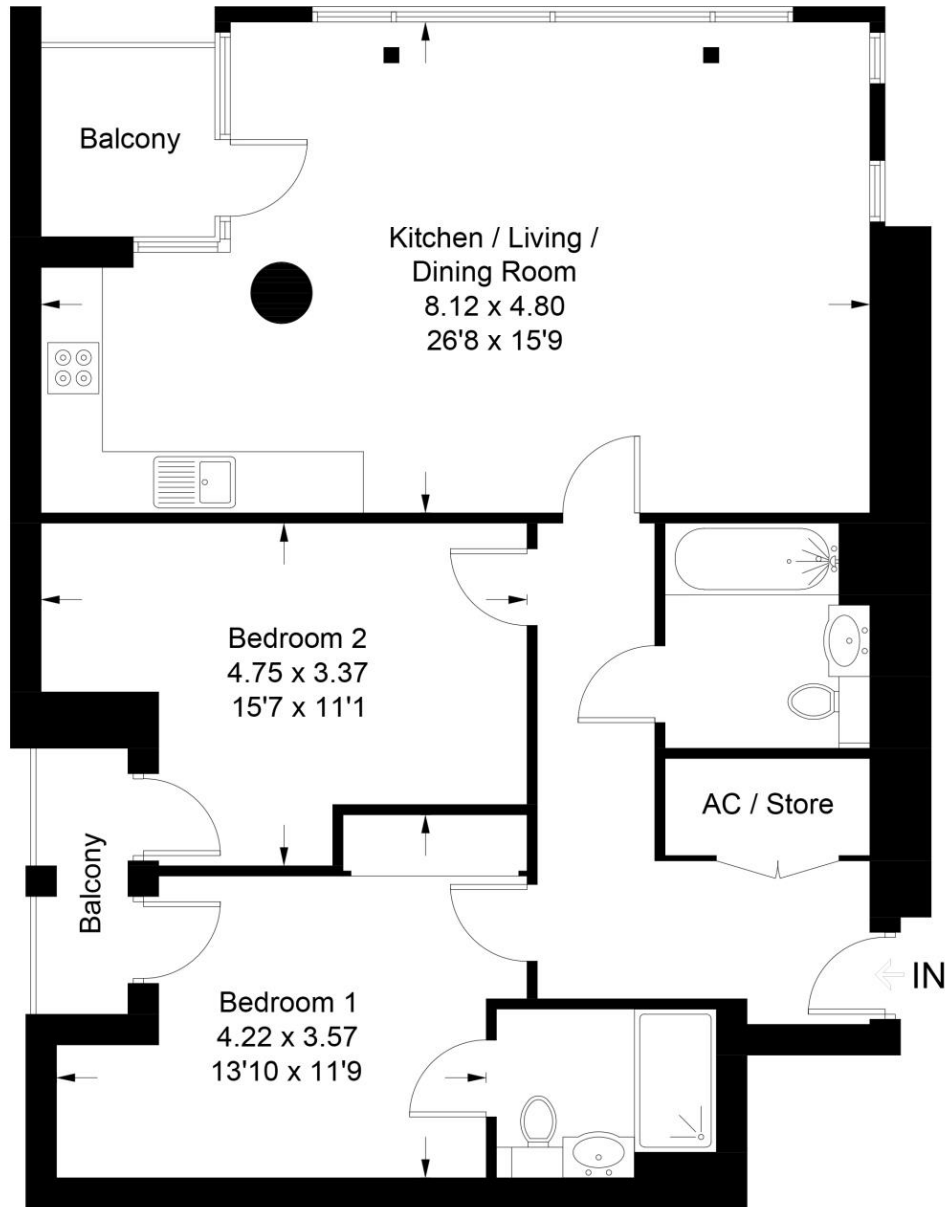 Balcony
Kitchen / Living /
Dining Room
8.12 x 4.80
26'8 x 15'9
Bedroom 2
4.75 x 3.37
15'7 x 11'1
AC / Store
Balcony
IN
Bedroom 1
4.22 x 3.57
13'10 x 11'9